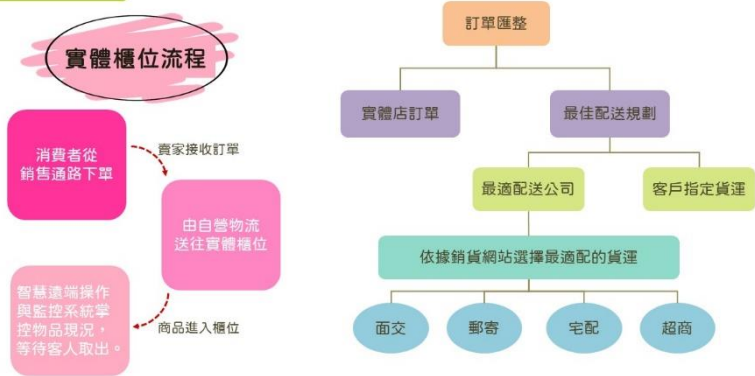 實體櫃位流程
消費者從
銷售通路下單
賣家接收訂單
由自營物流
送往實體櫃位
商品進入櫃位
智慧遠端操作
與監控系統掌
控物品現況，
等待客人取出。
訂單匯整
實體店訂單
最佳配送規劃
最適配送公司
客戶指定貨運
依據銷貨網站選擇最適配的貨運
面交
郵寄
宅配
超商